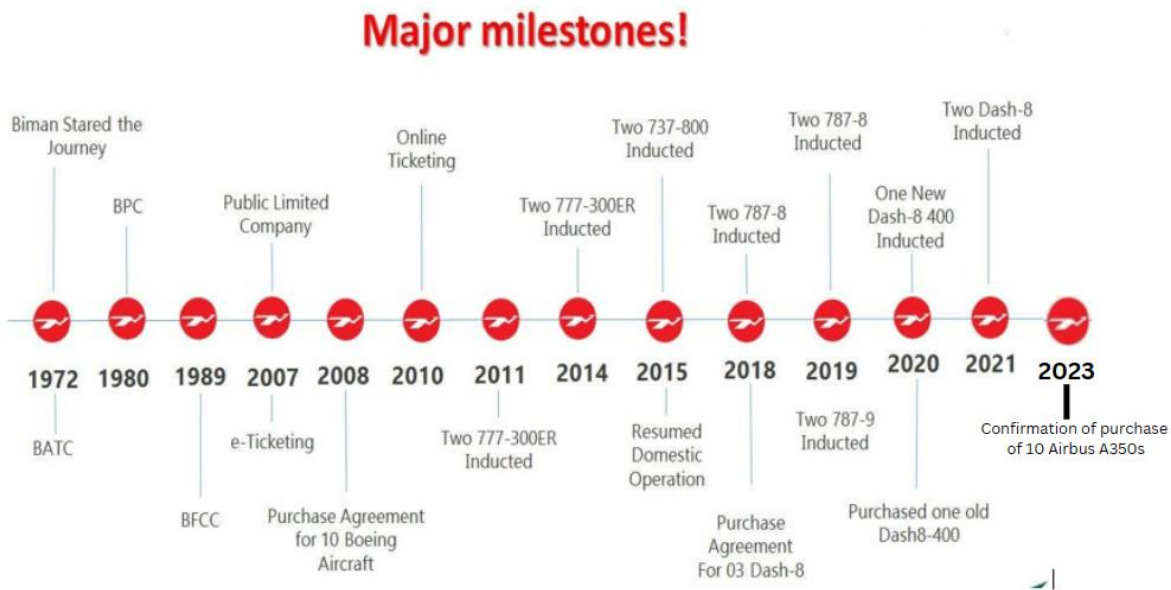 Major milestones!
Biman Stared the
Journey
BPC
Public Limited
Company
Online
Ticketing
Two 777-300ER
Inducted
Two 737-800
Inducted
Two 787-8
Inducted
Two 787-8
Inducted
One New
Dash-8 400
Inducted
Two Dash-8
Inducted
1972
1980
1989
2007
2008
2010
2011
2014
2015
2018
2019
2020
2021
2023
BATC
BFCC
e-Ticketing
Purchase Agreement
for 10 Boeing
Aircraft
Two 777-300ER
Inducted
Resumed
Domestic
Operation
Purchase
Agreement
For 03 Dash-8
Two 787-9
Inducted
Purchased one old
Dash8-400
Confirmation of purchase
of 10 Airbus A350s